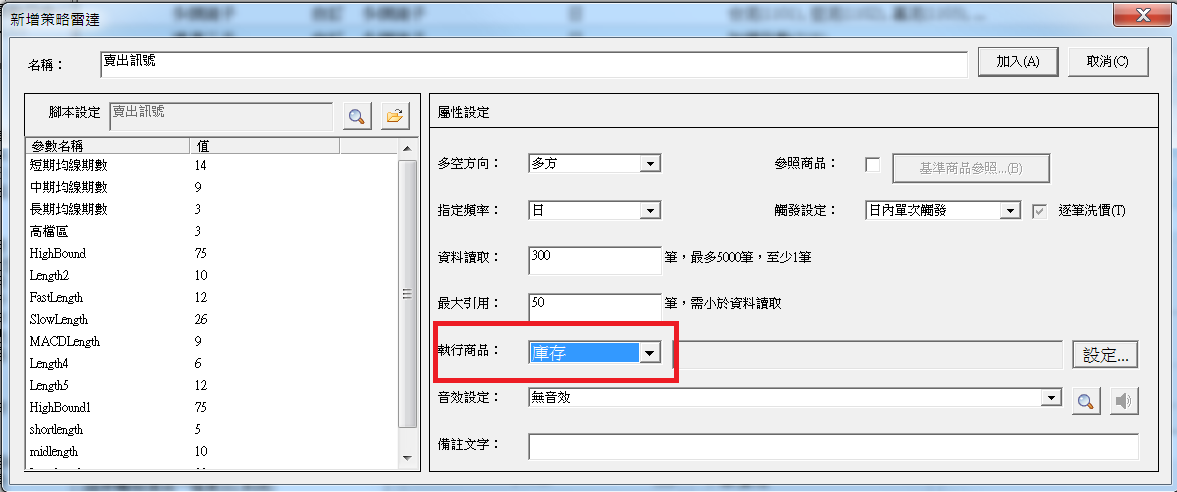 新增策略雷達
名稱：
賣出訊號
加入(A)
取消(C)
腳本設定
賣出訊號
參數名稱 值
短期均線期數 14
中期均線期數 9
長期均線期數 3
高檔區 3
HighBound 75
Length2 10
FastLength 12
SlowLength 26
MACDLength 9
Length4 6
Length5 12
HighBound1 75
shortlength 5
midlength 10
屬性設定
多空方向： 多方
參照商品： 基準商品參照...(B)
指定頻率： 日
觸發設定： 日內單次觸發 逐筆洗價(T)
資料讀取： 300 筆，最多5000筆，至少1筆
最大引用： 50 筆，需小於資料讀取
執行商品： 庫存 設定...
音效設定： 無音效
備註文字：